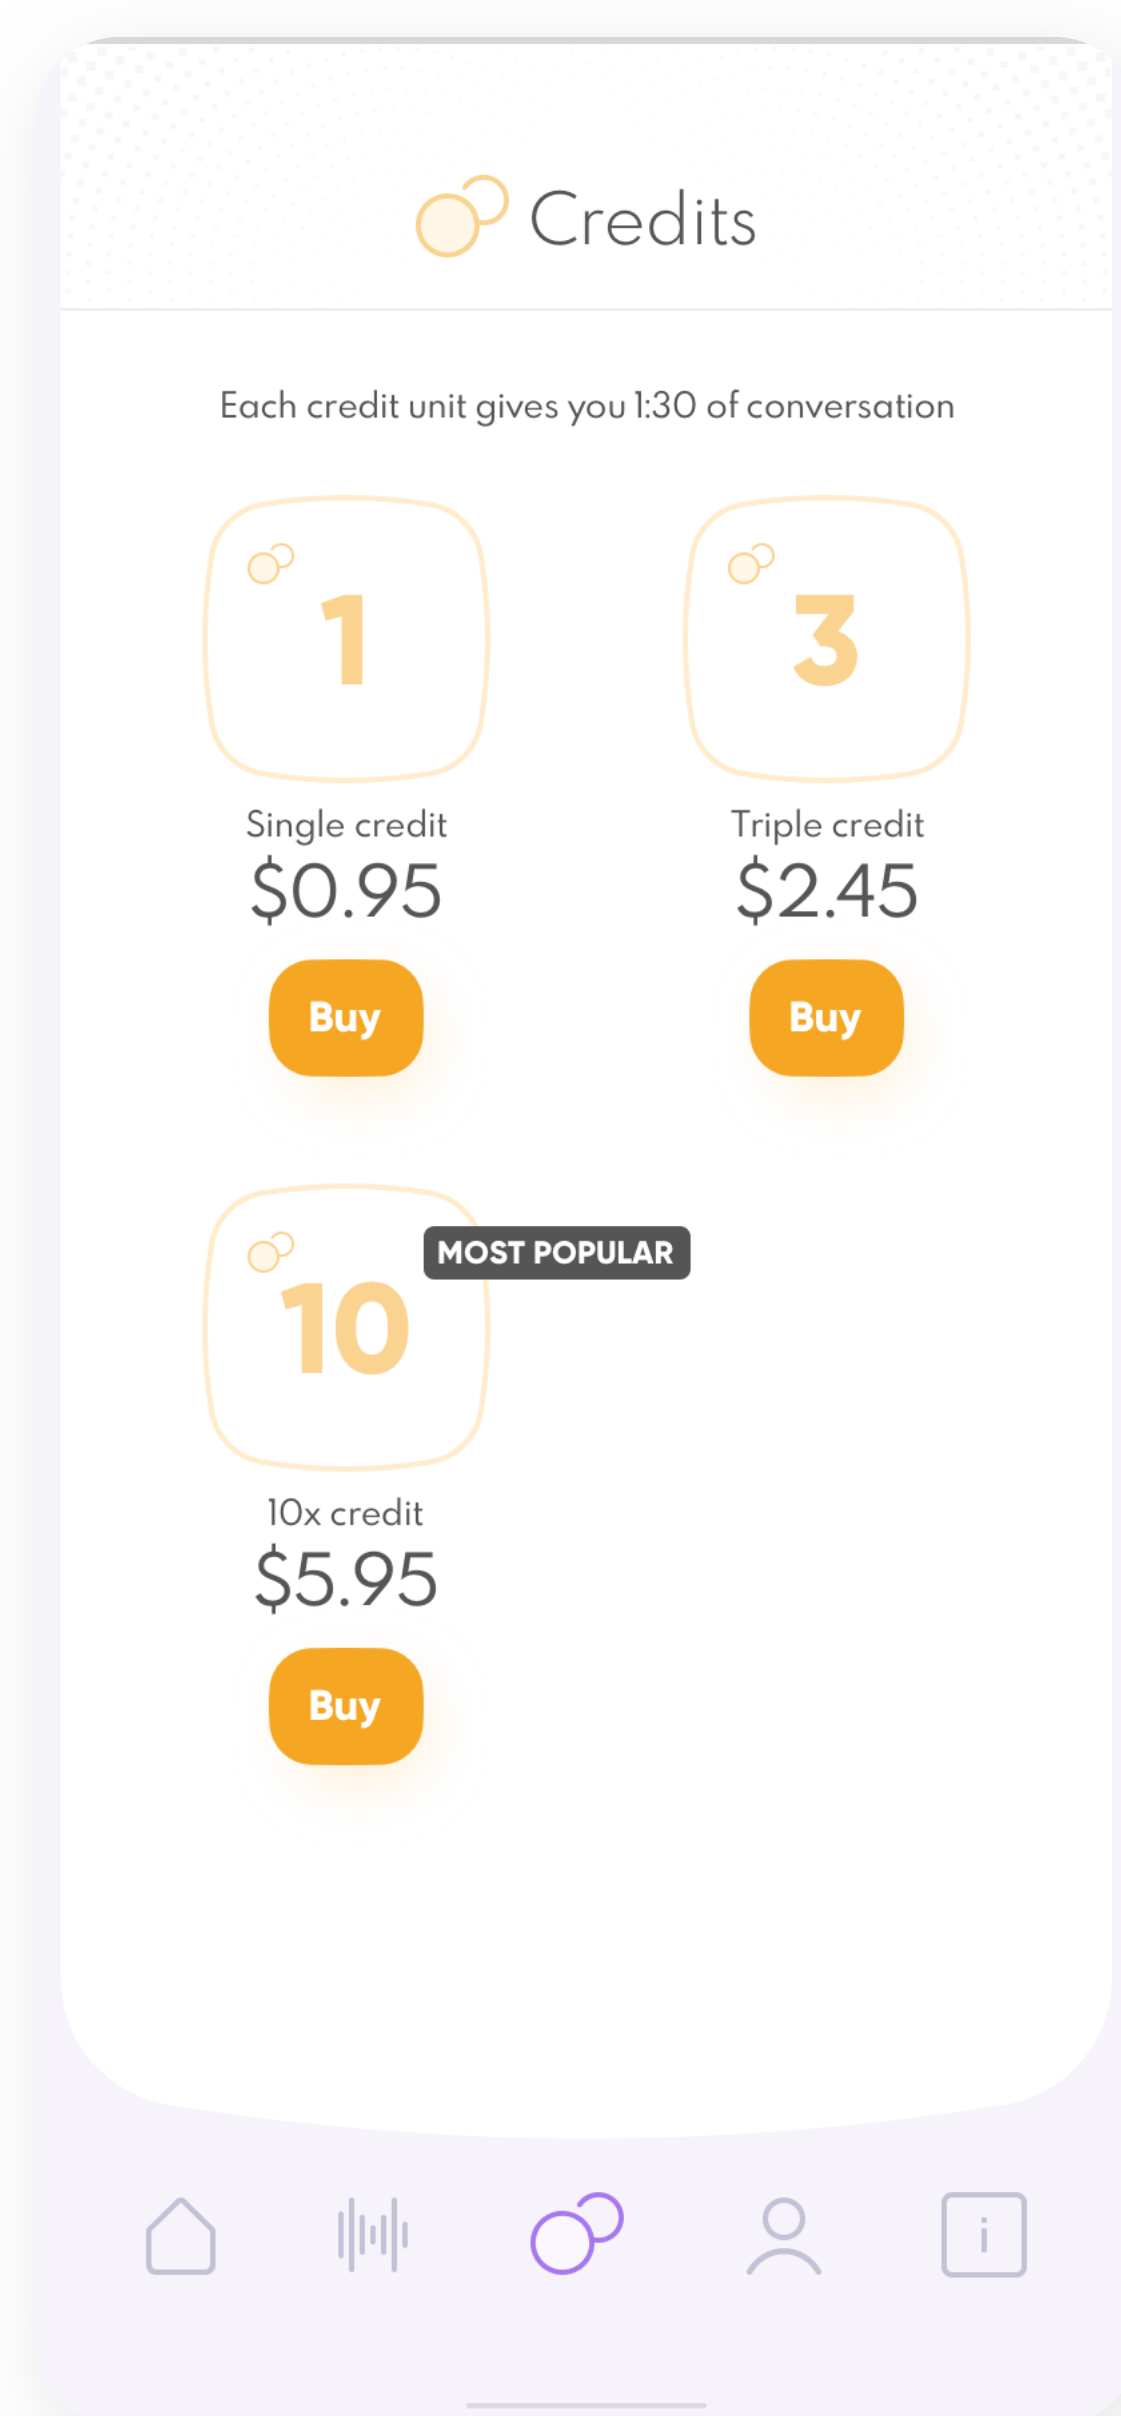 Credits
Each credit unit gives you 1:30 of conversation
1
3
Single credit
$0.95
Buy
Triple credit
$2.45
Buy
10
MOST POPULAR
10x credit
$5.95
Buy
i